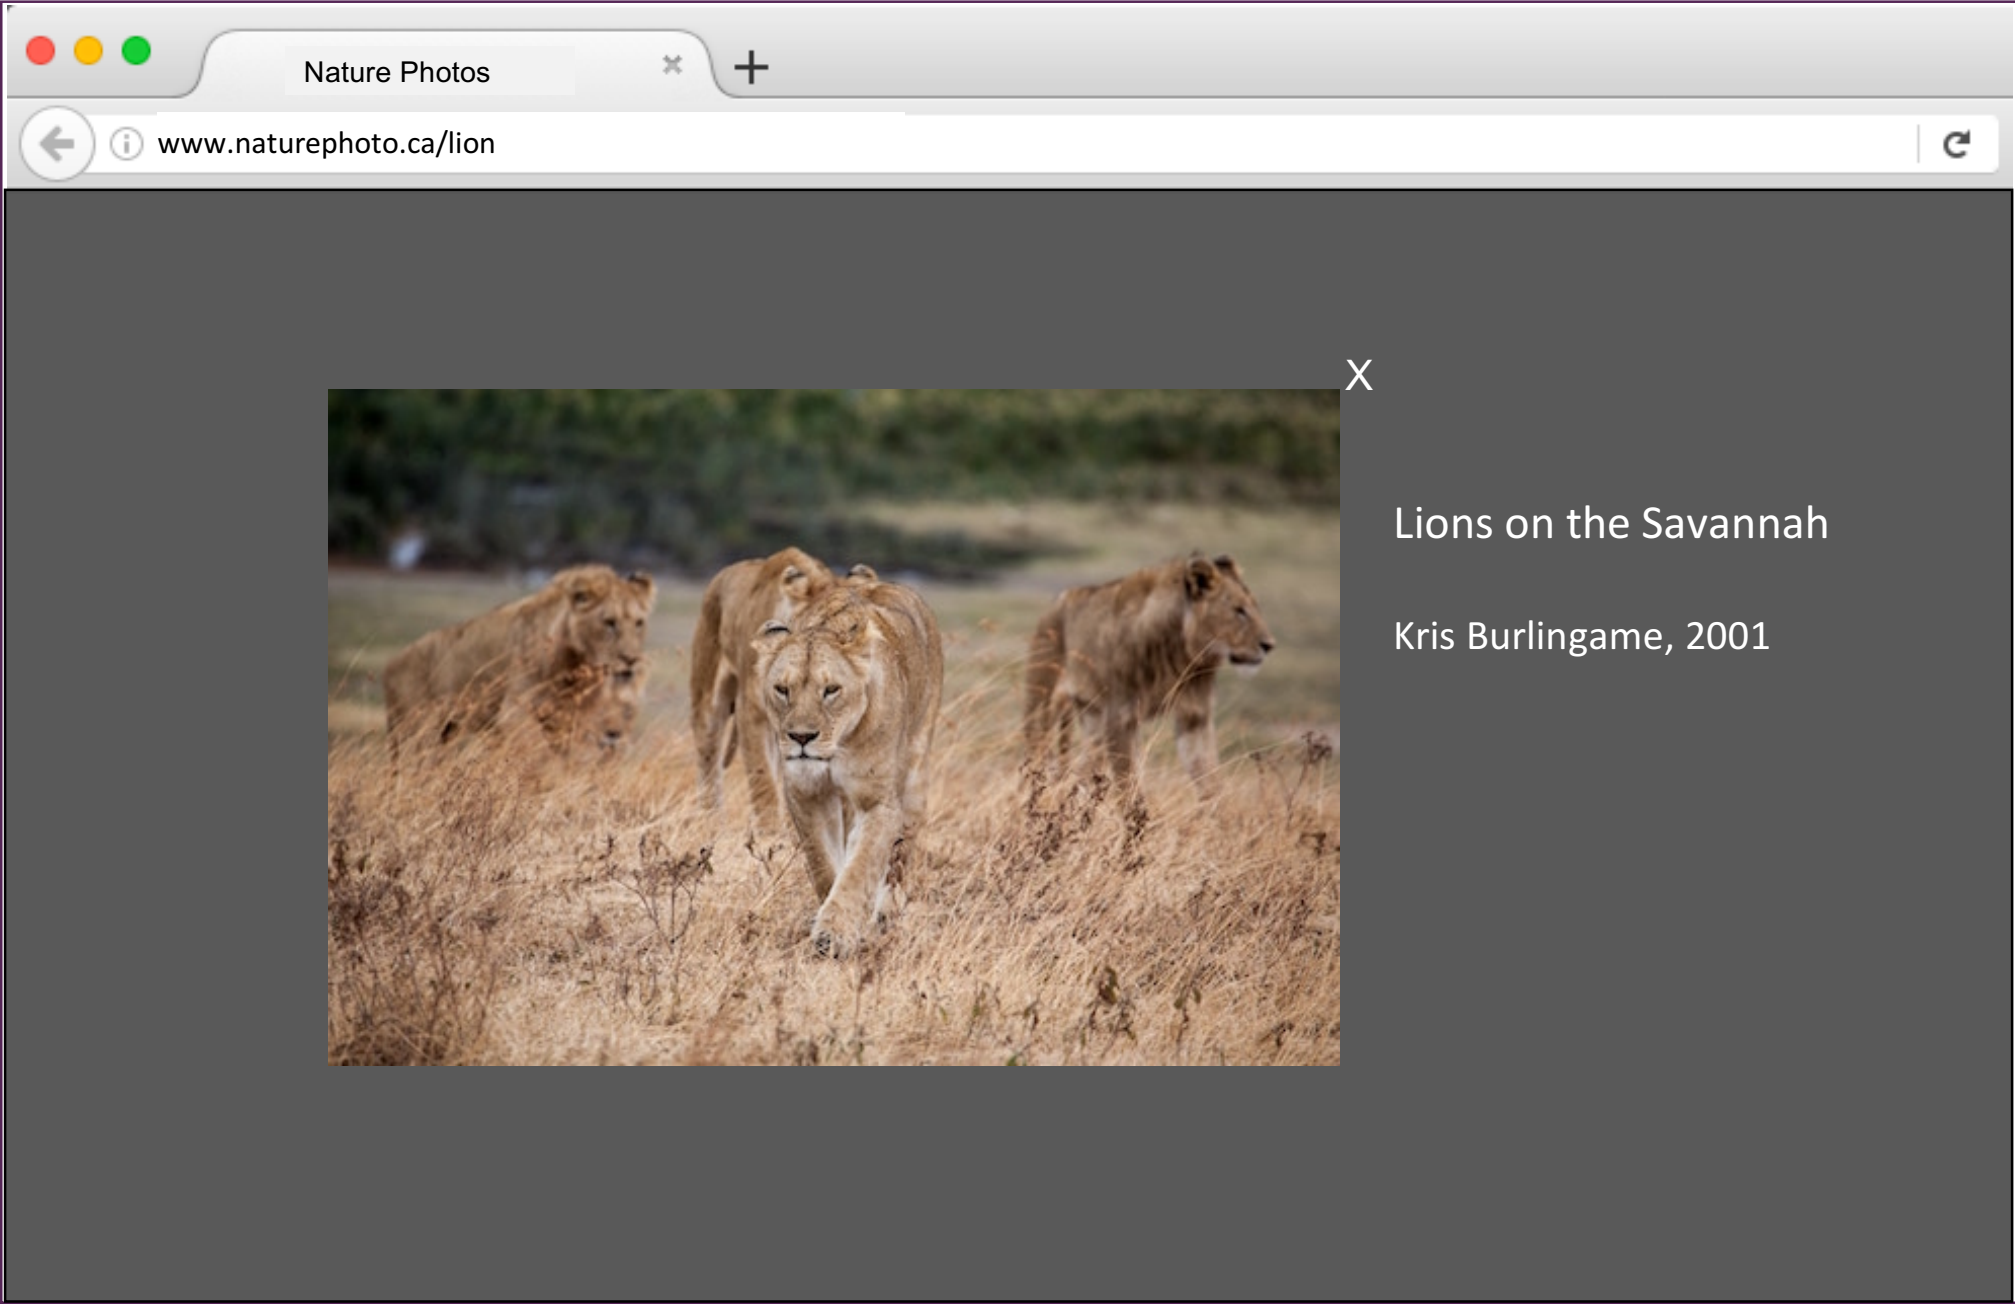 Nature Photos
www.naturephoto.ca/lion
X
Lions on the Savannah
Kris Burlingame, 2001